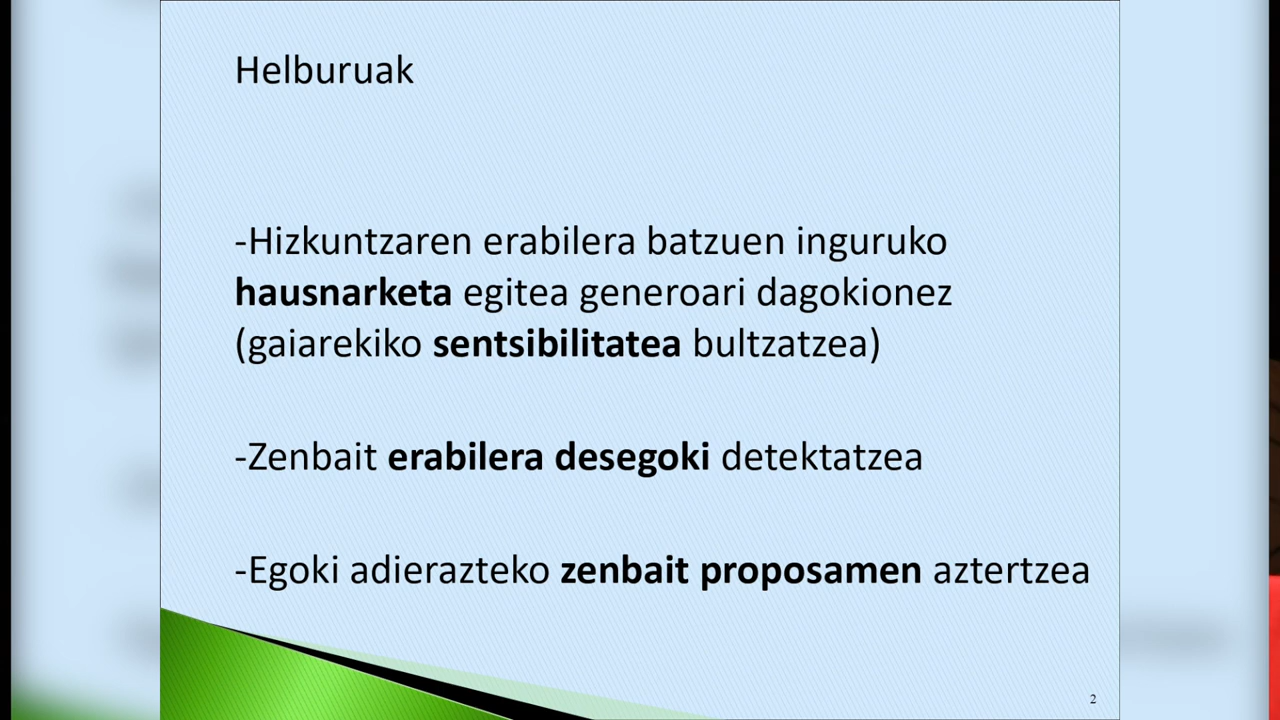 Helburuak
-Hizkuntzaren erabilera batzuen inguruko
hausnarketa egitea generoari dagokionez
(gaiarekiko sentsibilitatea bultzatzea)
-Zenbait erabilera desegoki detektatzea
-Egoki adierazteko zenbait proposamen aztertzea
2